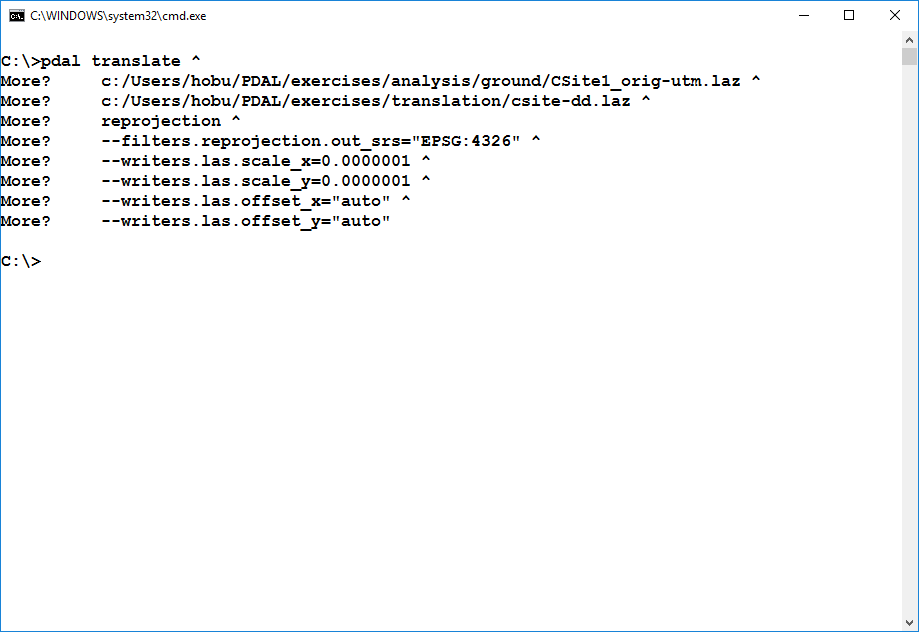 C:\WINDOWS\system32\cmd.exe
C:\>pdal translate ^
More?     c:/Users/hobu/PDAL/exercises/analysis/ground/CSite1_orig-utm.laz ^
More?     c:/Users/hobu/PDAL/exercises/translation/csite-dd.laz ^
More?     reprojection ^
More?     --filters.reprojection.out_srs="EPSG:4326" ^
More?     --writers.las.scale_x=0.0000001 ^
More?     --writers.las.scale_y=0.0000001 ^
More?     --writers.las.offset_x="auto" ^
More?     --writers.las.offset_y="auto"
C:\>